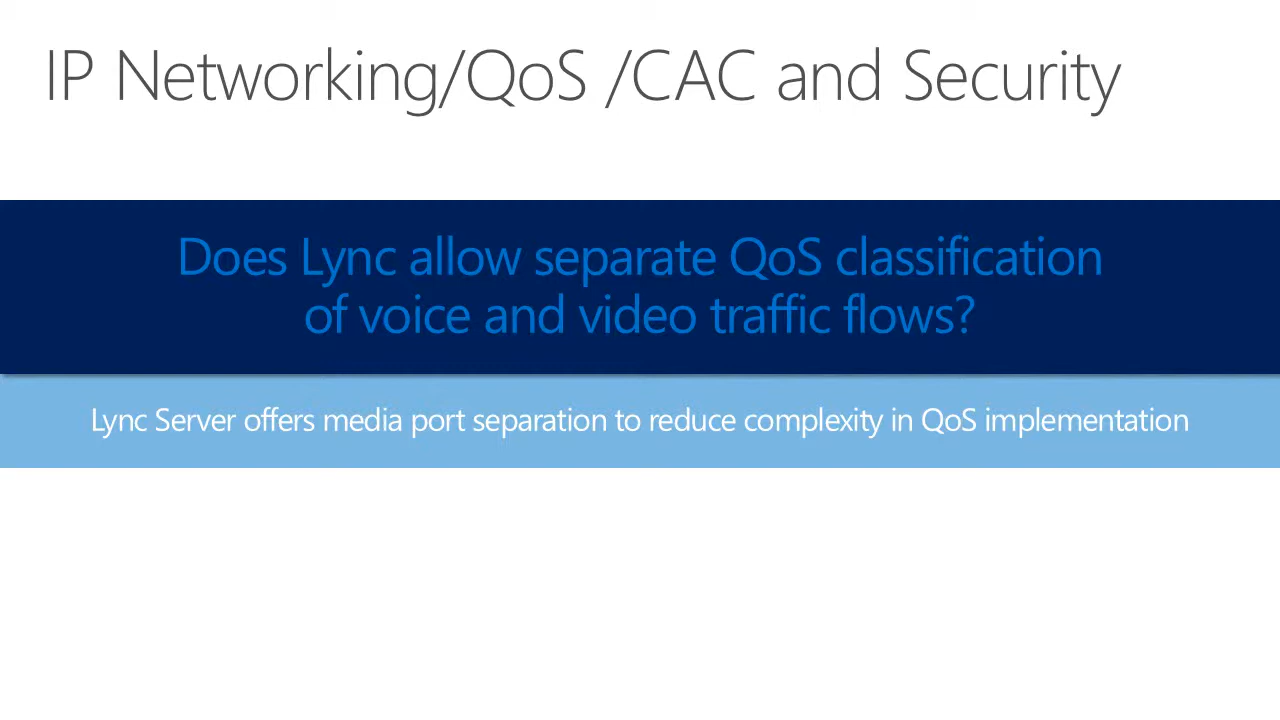 IP Networking/QoS /CAC and Security
Does Lync allow separate QoS classification
of voice and video traffic flows?
Lync Server offers media port separation to reduce complexity in QoS implementation